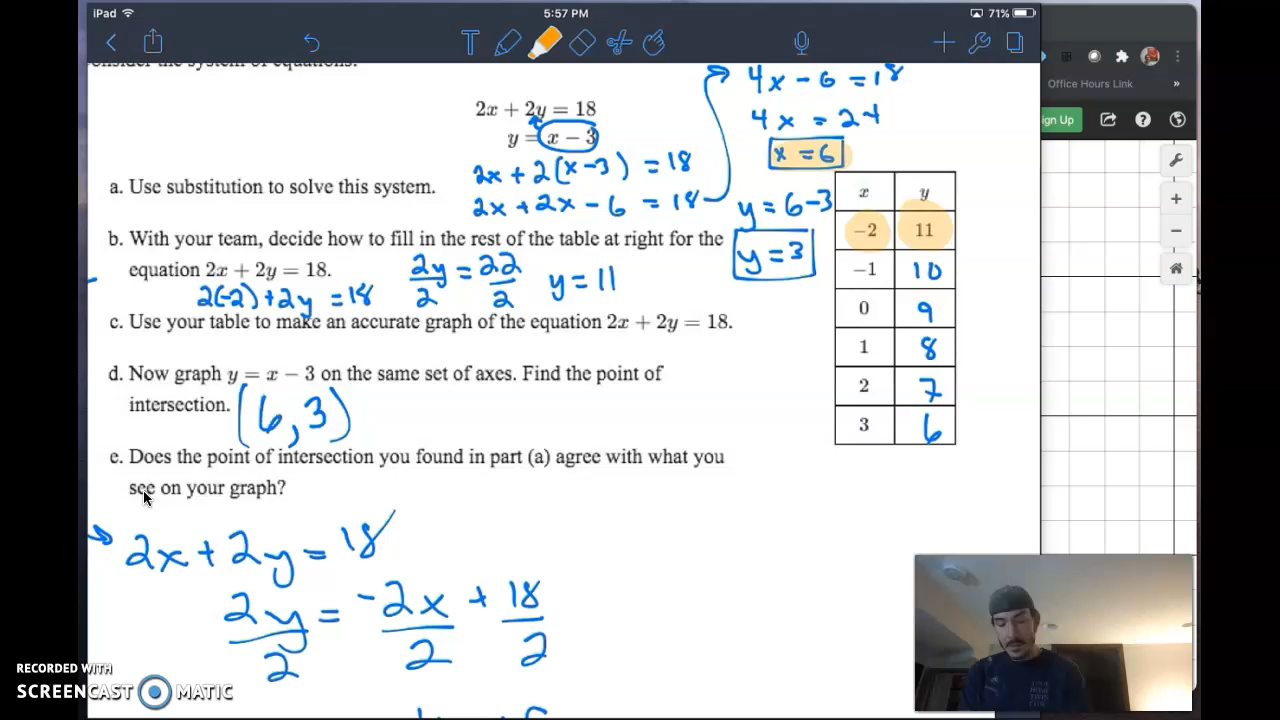 iPad
5:57 PM
71%
T
Office Hours Link
»
ign Up
onsider the system of equations.
2x + 2y = 18
y = x − 3
2x + 2(x-3) = 18
2x + 2x - 6 = 18
4x - 6 = 18
4x = 24
x = 6
y = 6-3
y = 3
a. Use substitution to solve this system.
b. With your team, decide how to fill in the rest of the table at right for the
equation 2x + 2y = 18.
2(-2) + 2y = 18
2y/2 = 22/2
y = 11
c. Use your table to make an accurate graph of the equation 2x + 2y = 18.
d. Now graph y = x − 3 on the same set of axes. Find the point of
intersection.
(6, 3)
e. Does the point of intersection you found in part (a) agree with what you
see on your graph?
x y
−2 11
−1 10
0 9
1 8
2 7
3 6
2x + 2y = 18
2y/2 = -2x/2 + 18/2
RECORDED WITH
SCREENCAST MATIC